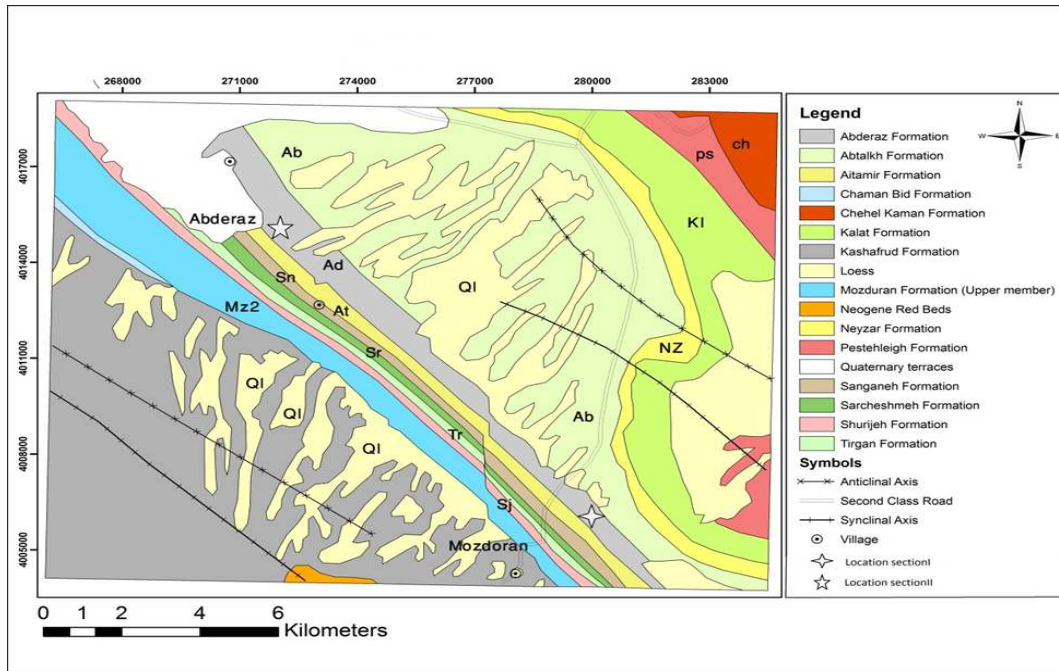 268000 271000 274000 277000 280000 283000
4017000
4014000
4011000
4008000
4005000
Ab
ps
ch
Kl
Abderaz
Ad
Sn
At
Ql
Mz2
Sr
NZ
Ql
Ql
Ql
Ab
Tr
Sj
Mozdoran
0 1 2 4 6
Kilometers
Legend
Abderaz Formation
Abtalkh Formation
Aitamir Formation
Chaman Bid Formation
Chehel Kaman Formation
Kalat Formation
Kashafrud Formation
Loess
Mozduran Formation (Upper member)
Neogene Red Beds
Neyzar Formation
Pestehleigh Formation
Quaternary terraces
Sanganeh Formation
Sarcheshmeh Formation
Shurijeh Formation
Tirgan Formation
Symbols
Anticlinal Axis
Second Class Road
Synclinal Axis
Village
Location sectionI
Location sectionII
N
W E
S